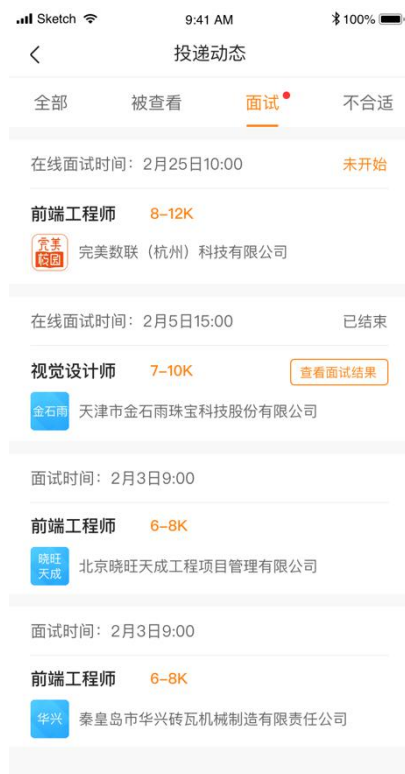 Sketch 9:41 AM 100%
投递动态
全部 被查看 面试 不合适
在线面试时间：2月25日10:00 未开始
前端工程师 8-12K
完美校园 完美数联（杭州）科技有限公司
在线面试时间：2月5日15:00 已结束
视觉设计师 7-10K 查看面试结果
金石雨 天津市金石雨珠宝科技股份有限公司
面试时间：2月3日9:00
前端工程师 6-8K
晓旺
天成 北京晓旺天成工程项目管理有限公司
面试时间：2月3日9:00
前端工程师 6-8K
华兴 秦皇岛市华兴砖瓦机械制造有限责任公司